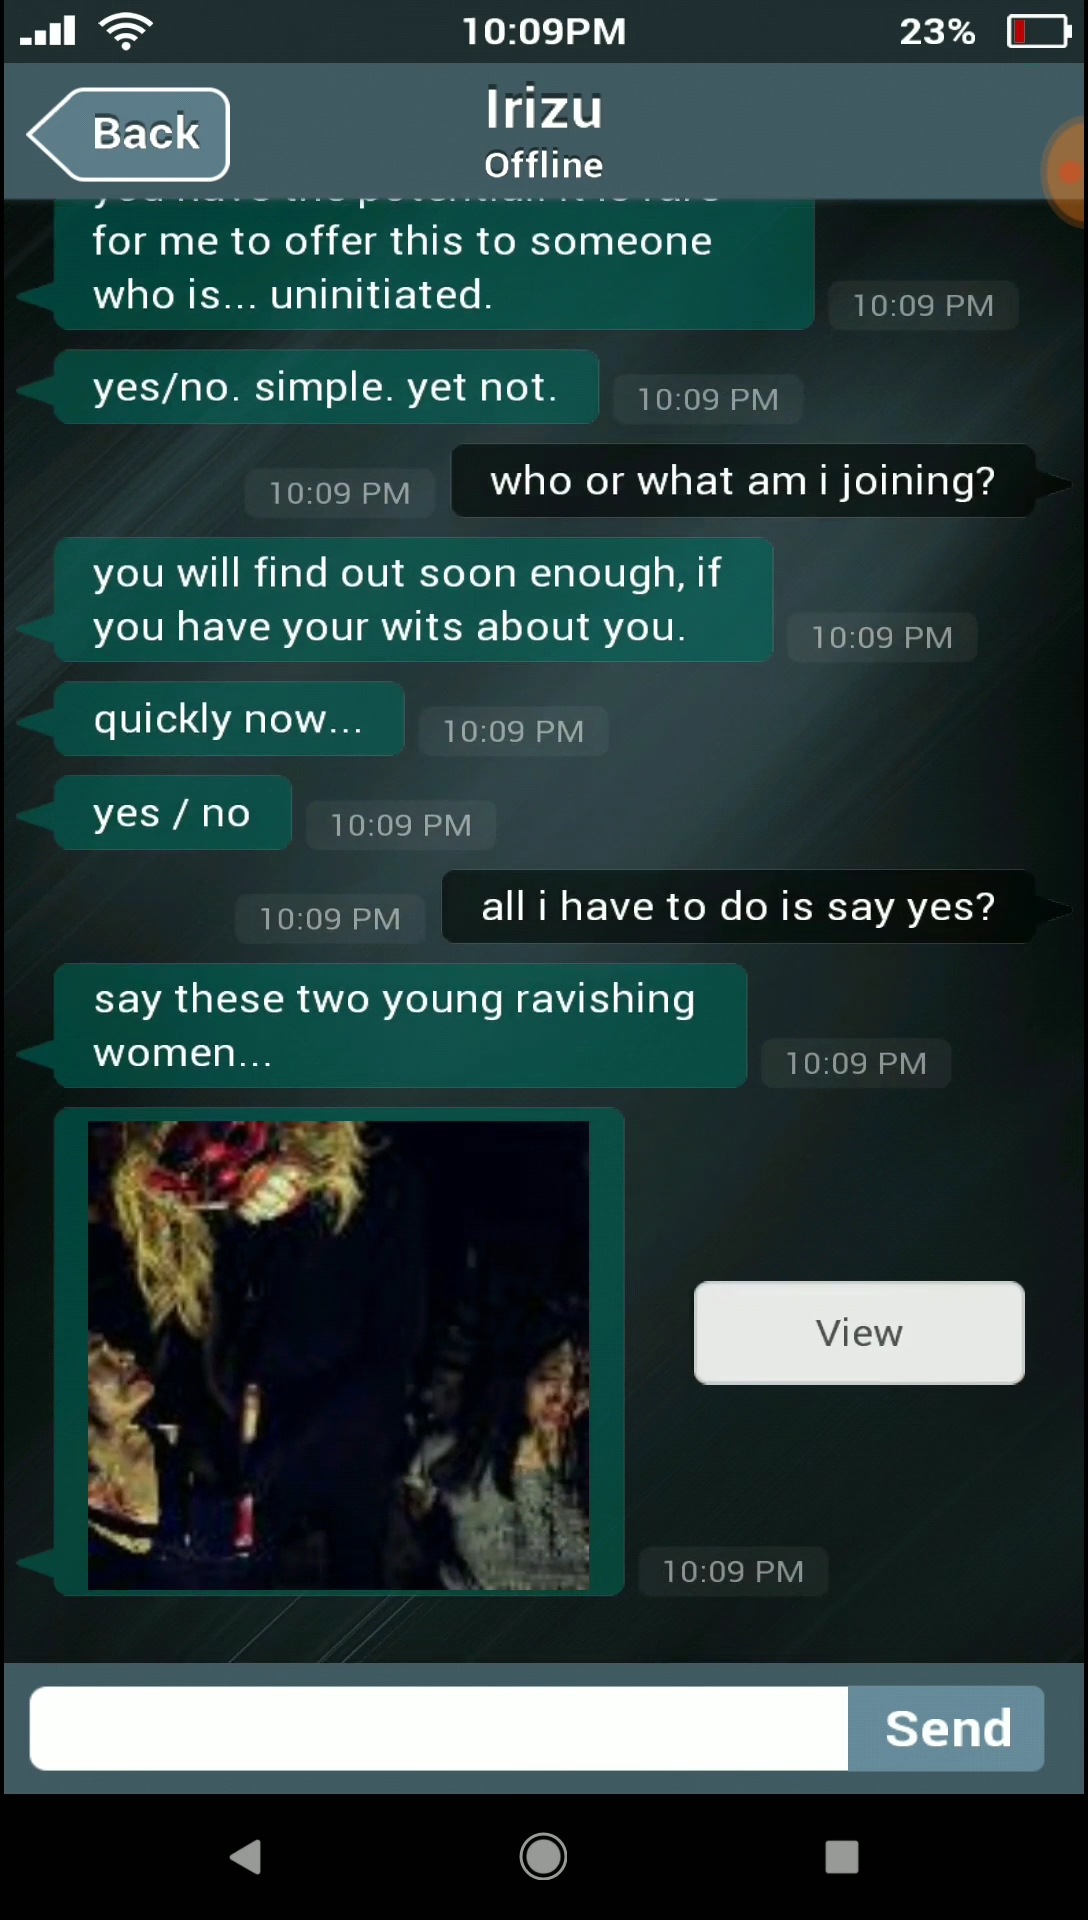 10:09PM
23%
Back
Irizu
Offline
for me to offer this to someone
who is... uninitiated.
10:09 PM
yes/no. simple. yet not.
10:09 PM
10:09 PM
who or what am i joining?
you will find out soon enough, if
you have your wits about you.
10:09 PM
quickly now...
10:09 PM
yes / no
10:09 PM
10:09 PM
all i have to do is say yes?
say these two young ravishing
women...
10:09 PM
View
10:09 PM
Send